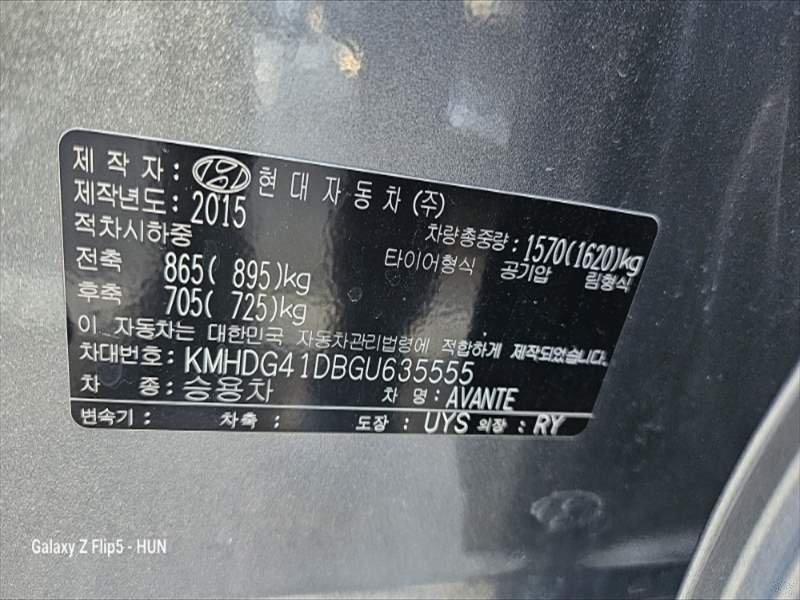 제 작 자 : 현 대 자 동 차 (주)
제작년도 : 2015
적차시하중 차량총중량 : 1570(1620)kg
전축 865( 895)kg 타이어형식 공기압 림형식
후축 705( 725)kg
이 자동차는 대한민국 자동차관리법령에 적합하게 제작되었습니다.
차대번호 : KMHDG41DBGU635555
차 종 : 승용차 차 명 : AVANTE
변속기 : 차축 : 도장 : UYS 외장 : RY
Galaxy Z Flip5 - HUN